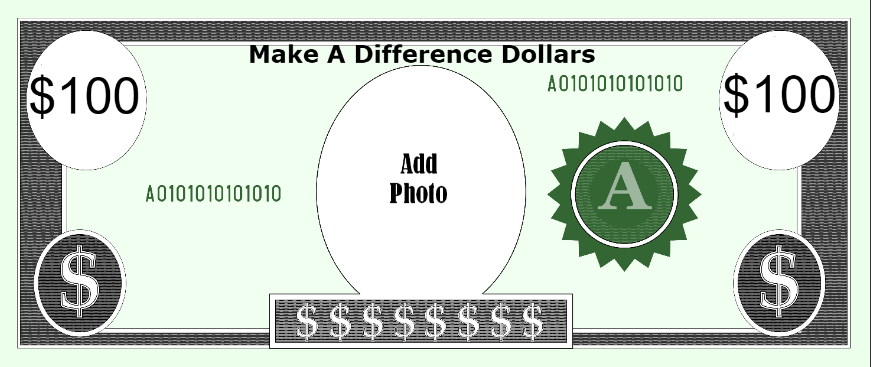 Make A Difference Dollars
$100
$100
A0101010101010
Add
Photo
A0101010101010
A
$
$
$ $ $ $ $ $ $ $